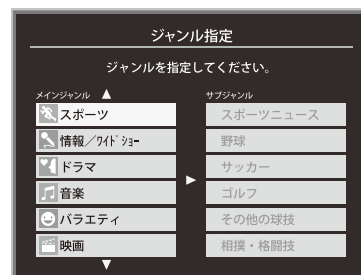 ジャンル指定
ジャンルを指定してください。
メインジャンル
スポーツ
情報／ワイドショー
ドラマ
音楽
バラエティ
映画
サブジャンル
スポーツニュース
野球
サッカー
ゴルフ
その他の球技
相撲・格闘技